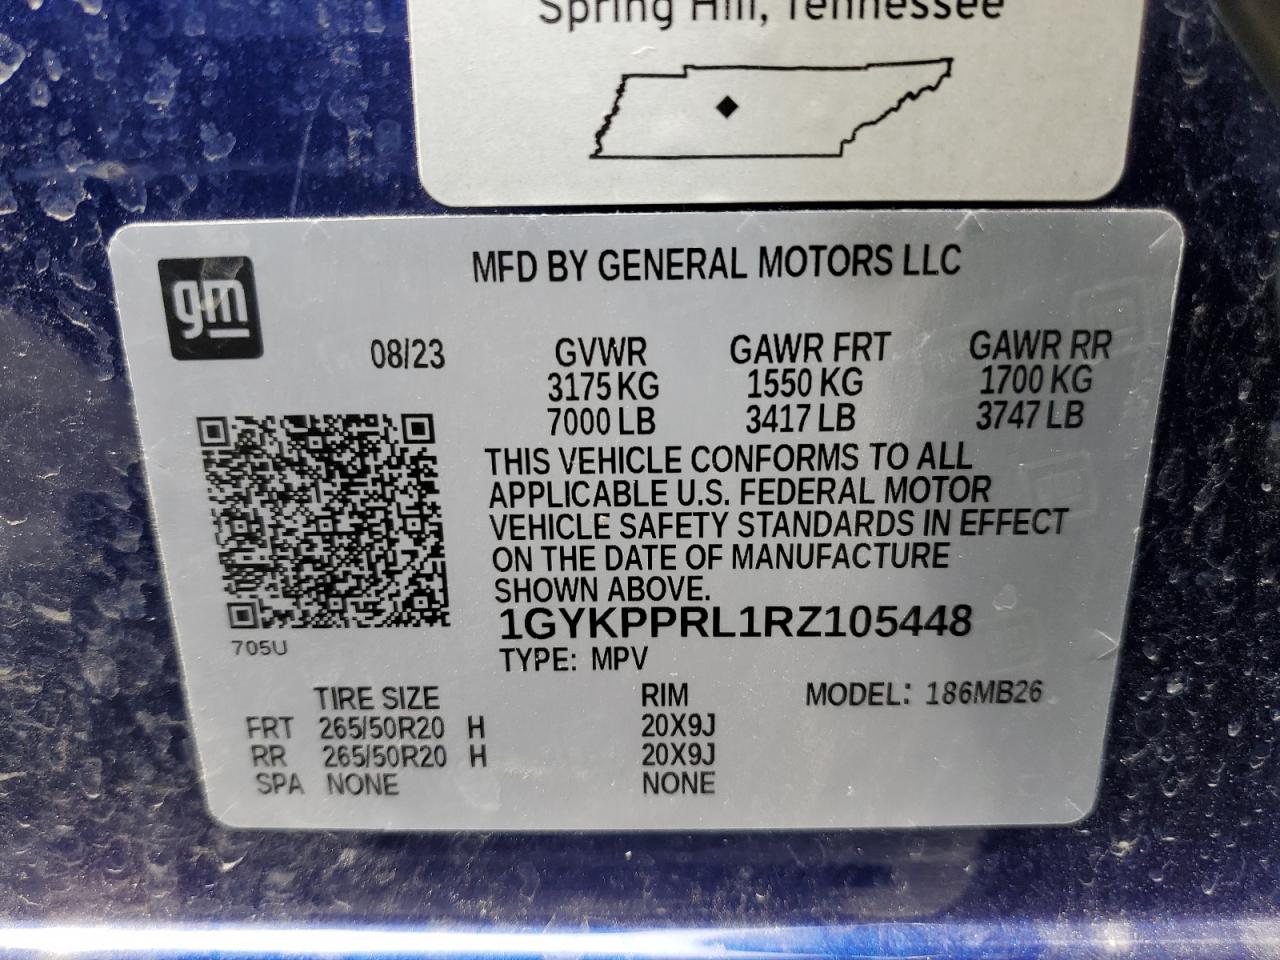 Spring Hill, Tennessee
gm
MFD BY GENERAL MOTORS LLC
08/23 GVWR GAWR FRT GAWR RR
3175 KG 1550 KG 1700 KG
7000 LB 3417 LB 3747 LB
THIS VEHICLE CONFORMS TO ALL
APPLICABLE U.S. FEDERAL MOTOR
VEHICLE SAFETY STANDARDS IN EFFECT
ON THE DATE OF MANUFACTURE
SHOWN ABOVE.
1GYKPPRL1RZ105448
705U
TYPE: MPV
TIRE SIZE RIM MODEL: 186MB26
FRT 265/50R20 H 20X9J
RR 265/50R20 H 20X9J
SPA NONE NONE